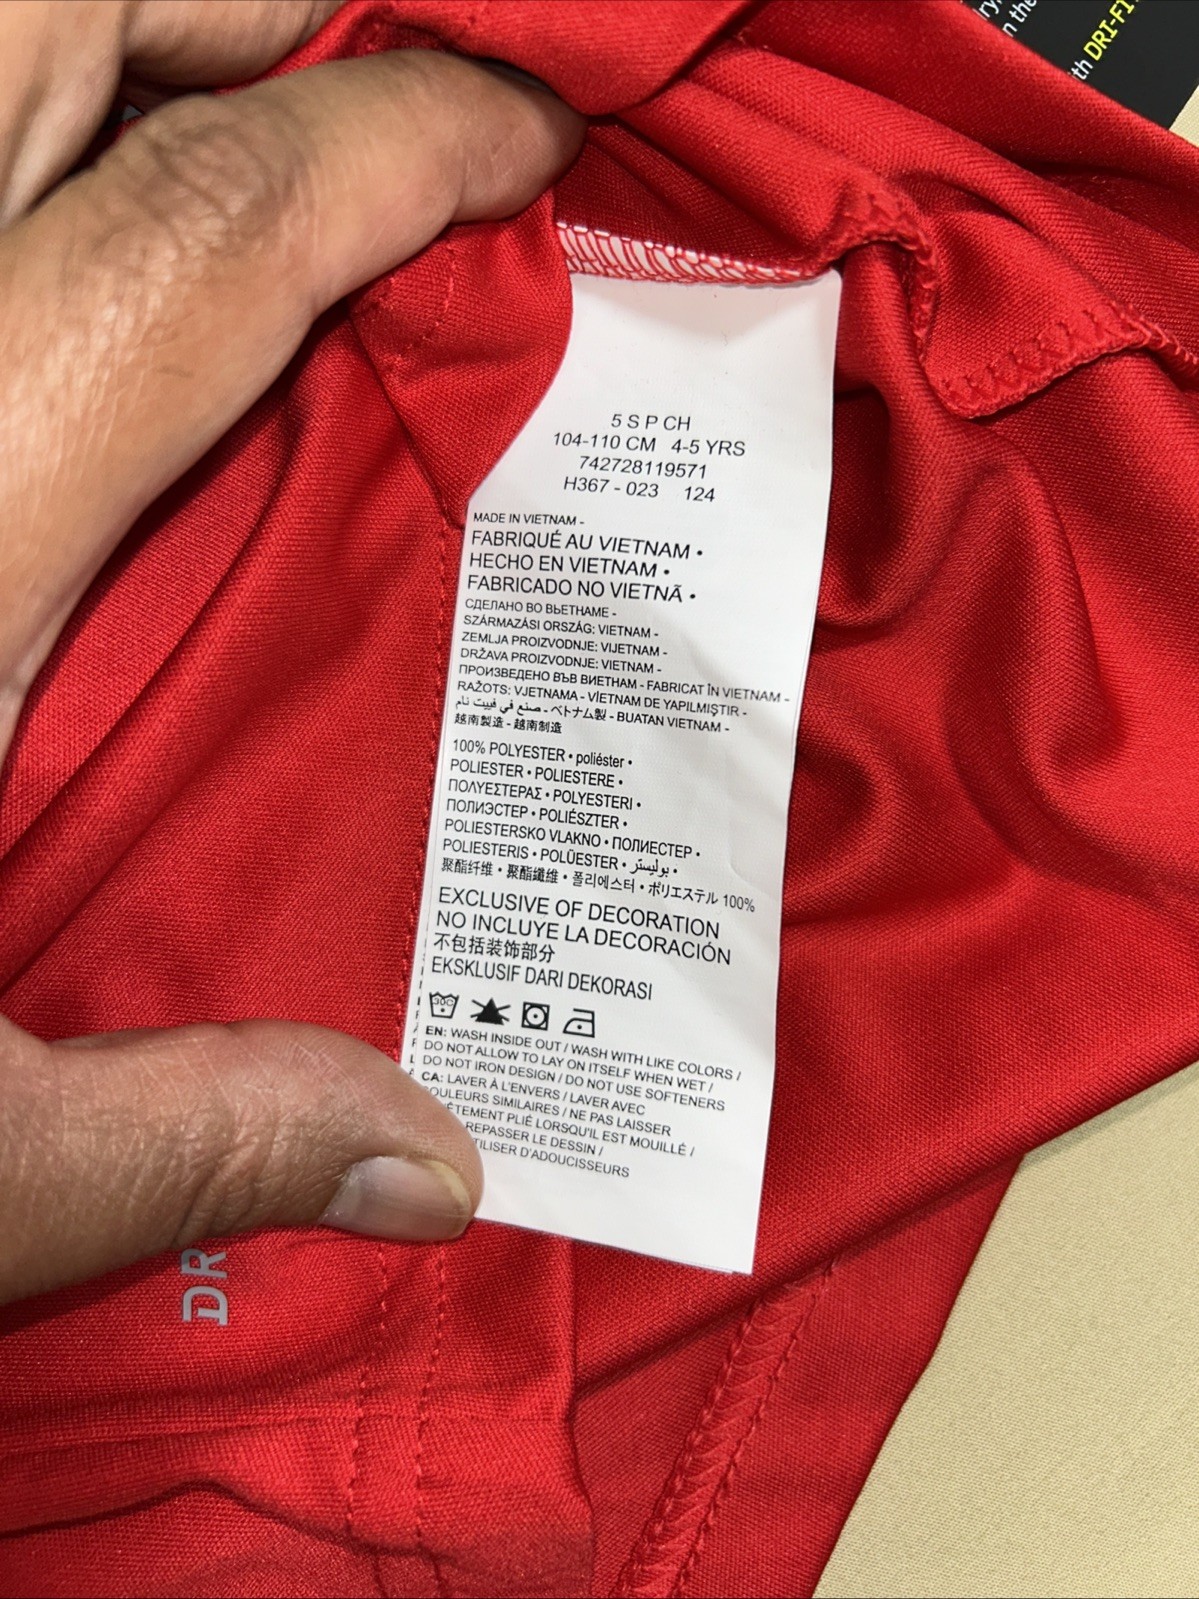 n the
th DRI-FI
5 S P CH
104-110 CM 4-5 YRS
742728119571
H367 - 023 124
MADE IN VIETNAM -
FABRIQUÉ AU VIETNAM •
HECHO EN VIETNAM •
FABRICADO NO VIETNÃ •
СДЕЛАНО ВО ВЬЕТНАМЕ -
SZÁRMAZÁSI ORSZÁG: VIETNAM -
ZEMLJA PROIZVODNJE: VIJETNAM -
DRŽAVA PROIZVODNJE: VIETNAM -
ПРОИЗВЕДЕНО ВЪВ ВИЕТНАМ - FABRICAT ÎN VIETNAM -
RAŽOTS: VJETNAMA - VİETNAM DE YAPILMIŞTIR -
صنع في فييت نام - ベトナム製 - BUATAN VIETNAM -
越南製造 - 越南制造
100% POLYESTER • poliéster •
POLIESTER • POLIESTERE •
ΠΟΛΥΕΣΤΕΡΑΣ • POLYESTERI •
ПОЛИЭСТЕР • POLIÉSZTER •
POLIESTERSKO VLAKNO • ПОЛИЕСТЕР •
POLIESTERIS • POLÜESTER • بوليستر •
聚酯纤维 • 聚酯纖維 • 폴리에스터 • ポリエステル 100%
EXCLUSIVE OF DECORATION
NO INCLUYE LA DECORACIÓN
不包括装饰部分
EKSKLUSIF DARI DEKORASI
30C
EN: WASH INSIDE OUT / WASH WITH LIKE COLORS /
DO NOT ALLOW TO LAY ON ITSELF WHEN WET /
DO NOT IRON DESIGN / DO NOT USE SOFTENERS
CA: LAVER À L'ENVERS / LAVER AVEC
OULEURS SIMILAIRES / NE PAS LAISSER
ÊTEMENT PLIÉ LORSQU'IL EST MOUILLÉ /
REPASSER LE DESSIN /
TILISER D'ADOUCISSEURS
DR